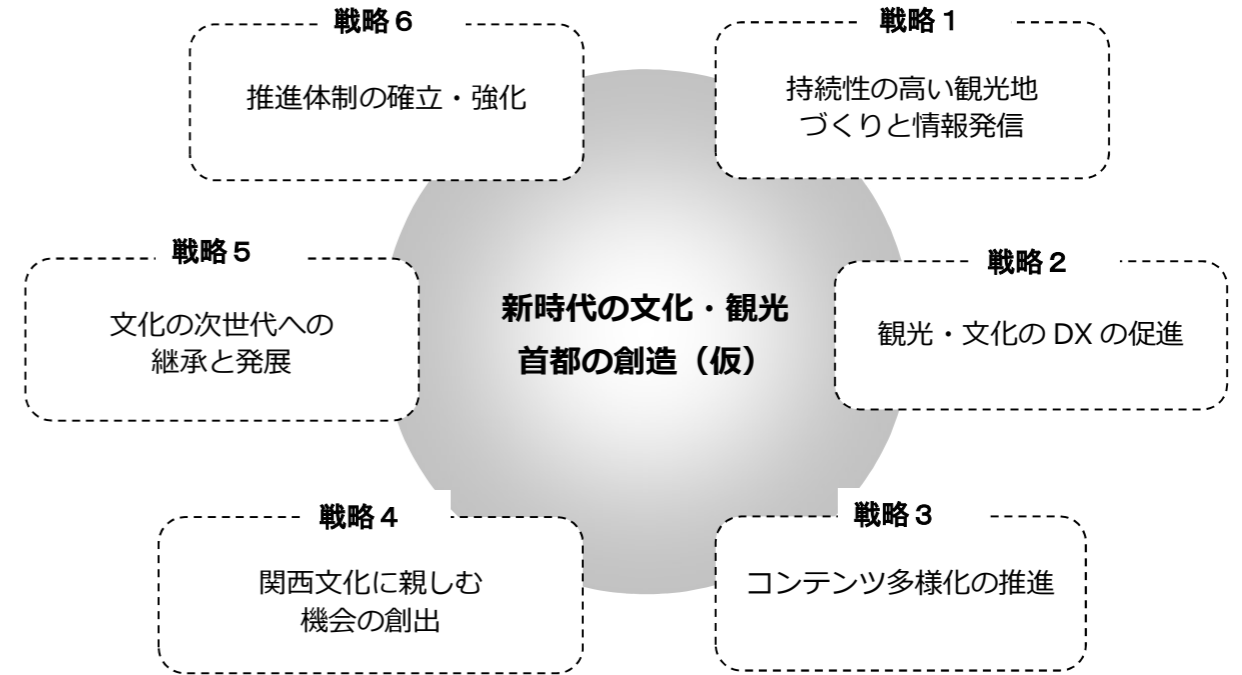 戦略６
推進体制の確立・強化
戦略１
持続性の高い観光地
づくりと情報発信
戦略５
文化の次世代への
継承と発展
新時代の文化・観光
首都の創造（仮）
戦略２
観光・文化の DX の促進
戦略４
関西文化に親しむ
機会の創出
戦略３
コンテンツ多様化の推進